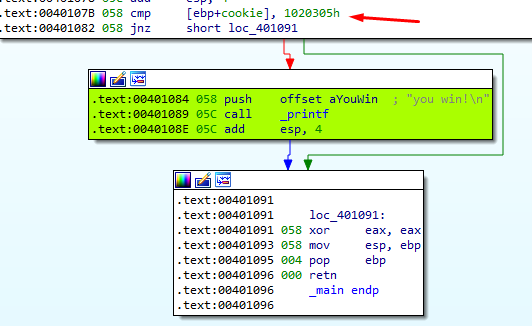 .text:0040107B 058 cmp     [ebp+cookie], 1020305h
.text:00401082 058 jnz     short loc_401091
.text:00401084 058 push    offset aYouWin  ; "you win!\n"
.text:00401089 05C call    _printf
.text:0040108E 05C add     esp, 4
.text:00401091
.text:00401091     loc_401091:
.text:00401091 058 xor     eax, eax
.text:00401093 058 mov     esp, ebp
.text:00401095 004 pop     ebp
.text:00401096 000 retn
.text:00401096     _main endp
.text:00401096